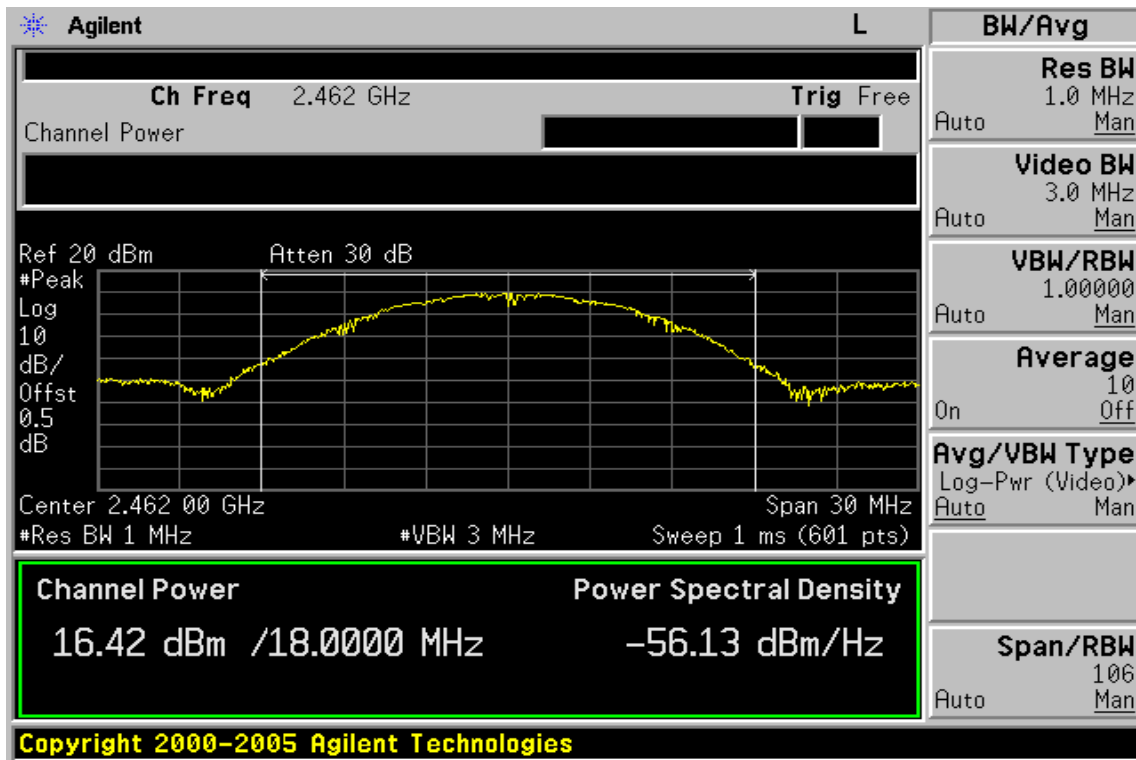 Agilent
L
Ch Freq 2.462 GHz Trig Free
Channel Power
Ref 20 dBm Atten 30 dB
#Peak
Log
10
dB/
Offst
0.5
dB
Center 2.462 00 GHz Span 30 MHz
#Res BW 1 MHz #VBW 3 MHz Sweep 1 ms (601 pts)
Channel Power Power Spectral Density
16.42 dBm /18.0000 MHz -56.13 dBm/Hz
Copyright 2000-2005 Agilent Technologies
BW/Avg
Res BW
1.0 MHz
Auto Man
Video BW
3.0 MHz
Auto Man
VBW/RBW
1.00000
Auto Man
Average
10
On Off
Avg/VBW Type
Log-Pwr (Video)▸
Auto Man
Span/RBW
106
Auto Man